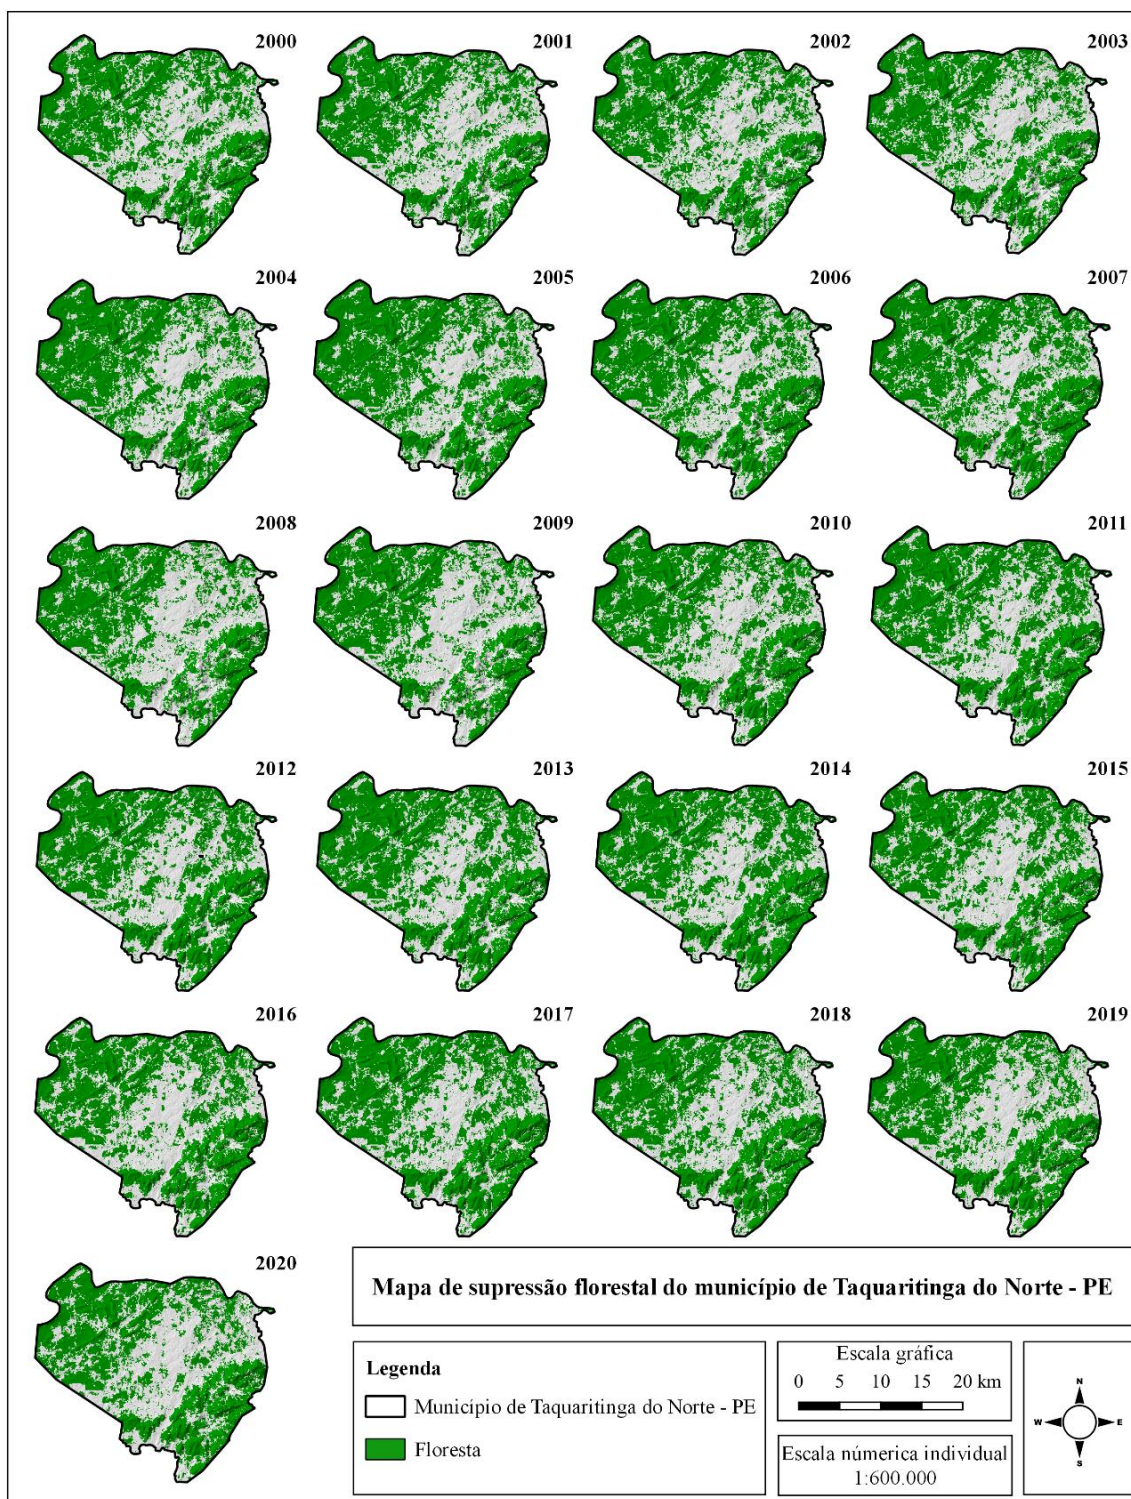 2000
2001
2002
2003
2004
2005
2006
2007
2008
2009
2010
2011
2012
2013
2014
2015
2016
2017
2018
2019
2020
Mapa de supressão florestal do município de Taquaritinga do Norte - PE
Legenda
Município de Taquaritinga do Norte - PE
Floresta
Escala gráfica
0 5 10 15 20 km
Escala númerica individual
1:600.000
N
W E
S